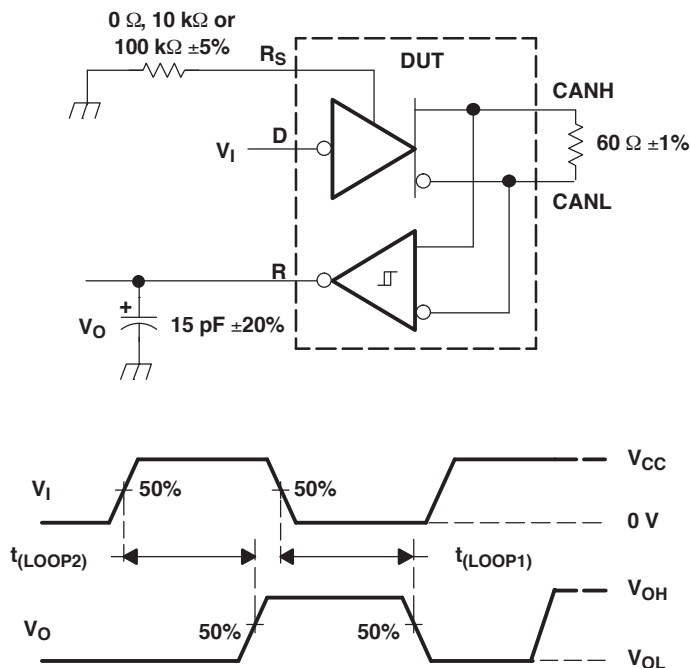 0 Ω, 10 kΩ or
100 kΩ ±5%
RS
DUT
CANH
D
VI
60 Ω ±1%
CANL
R
+
VO
15 pF ±20%
VCC
VI
50%
50%
0 V
t(LOOP2)
t(LOOP1)
VOH
VO
50%
50%
VOL